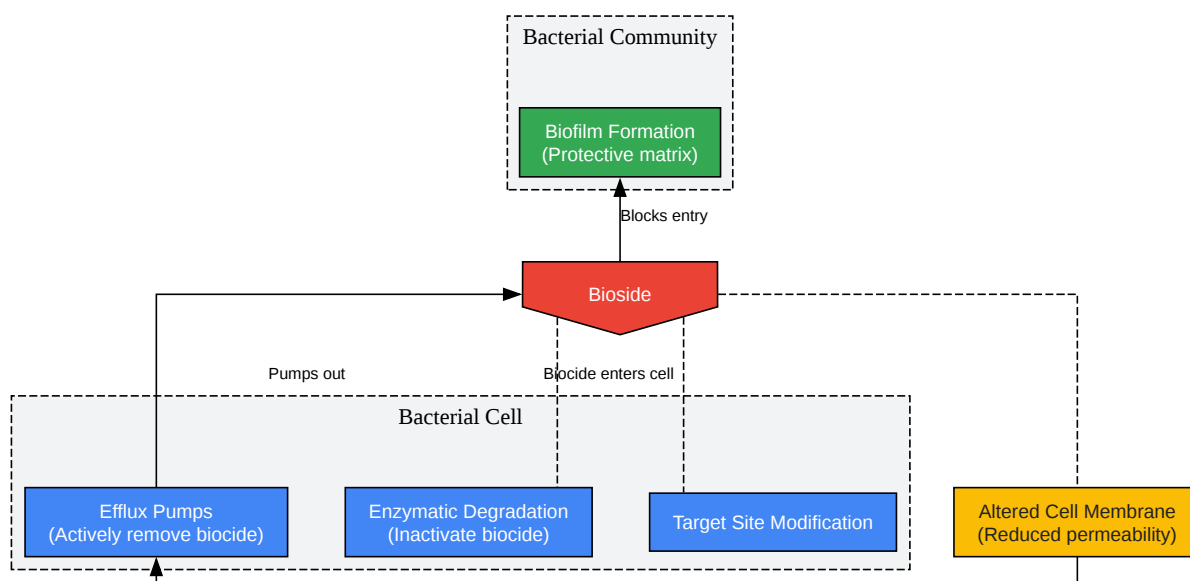 Bacterial Community
Biofilm Formation
(Protective matrix)
Blocks entry
Bioside
Pumps out
Biocide enters cell
Bacterial Cell
Efflux Pumps
(Actively remove biocide)
Enzymatic Degradation
(Inactivate biocide)
Target Site Modification
Altered Cell Membrane
(Reduced permeability)